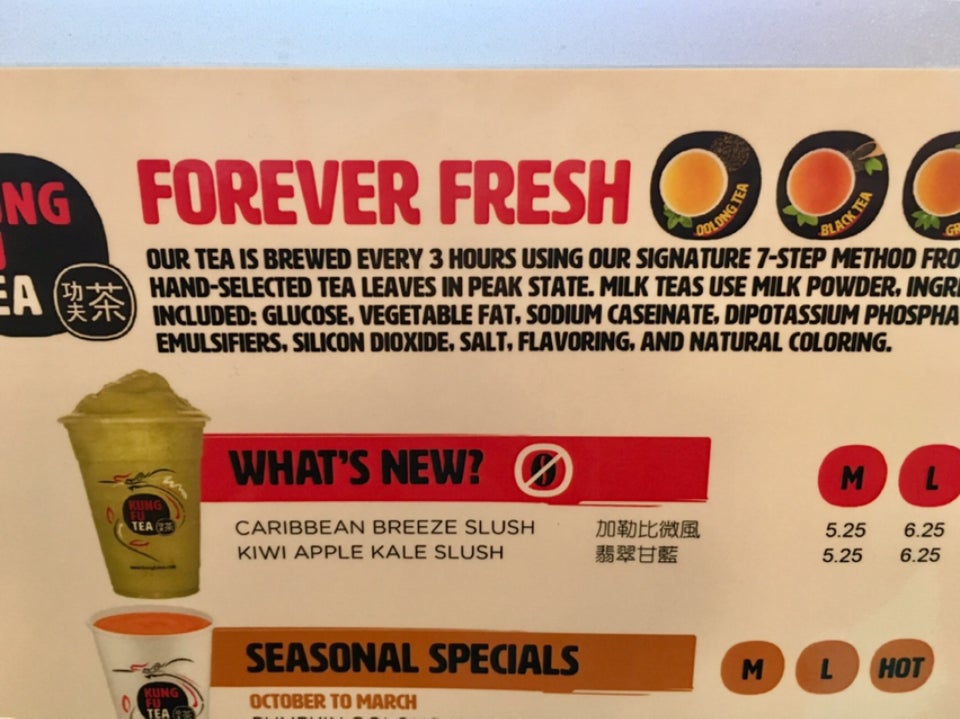 FOREVER FRESH
OOLONG TEA
BLACK TEA
OUR TEA IS BREWED EVERY 3 HOURS USING OUR SIGNATURE 7-STEP METHOD FRO
HAND-SELECTED TEA LEAVES IN PEAK STATE. MILK TEAS USE MILK POWDER, INGRE
INCLUDED: GLUCOSE, VEGETABLE FAT, SODIUM CASEINATE, DIPOTASSIUM PHOSPHA
EMULSIFIERS, SILICON DIOXIDE, SALT, FLAVORING, AND NATURAL COLORING.
NG
EA 功夫茶
WHAT'S NEW? 0 M L
CARIBBEAN BREEZE SLUSH 加勒比微風 5.25 6.25
KIWI APPLE KALE SLUSH 翡翠甘藍 5.25 6.25
KUNG
FU
TEA
SEASONAL SPECIALS M L HOT
OCTOBER TO MARCH
KUNG
FU
TEA